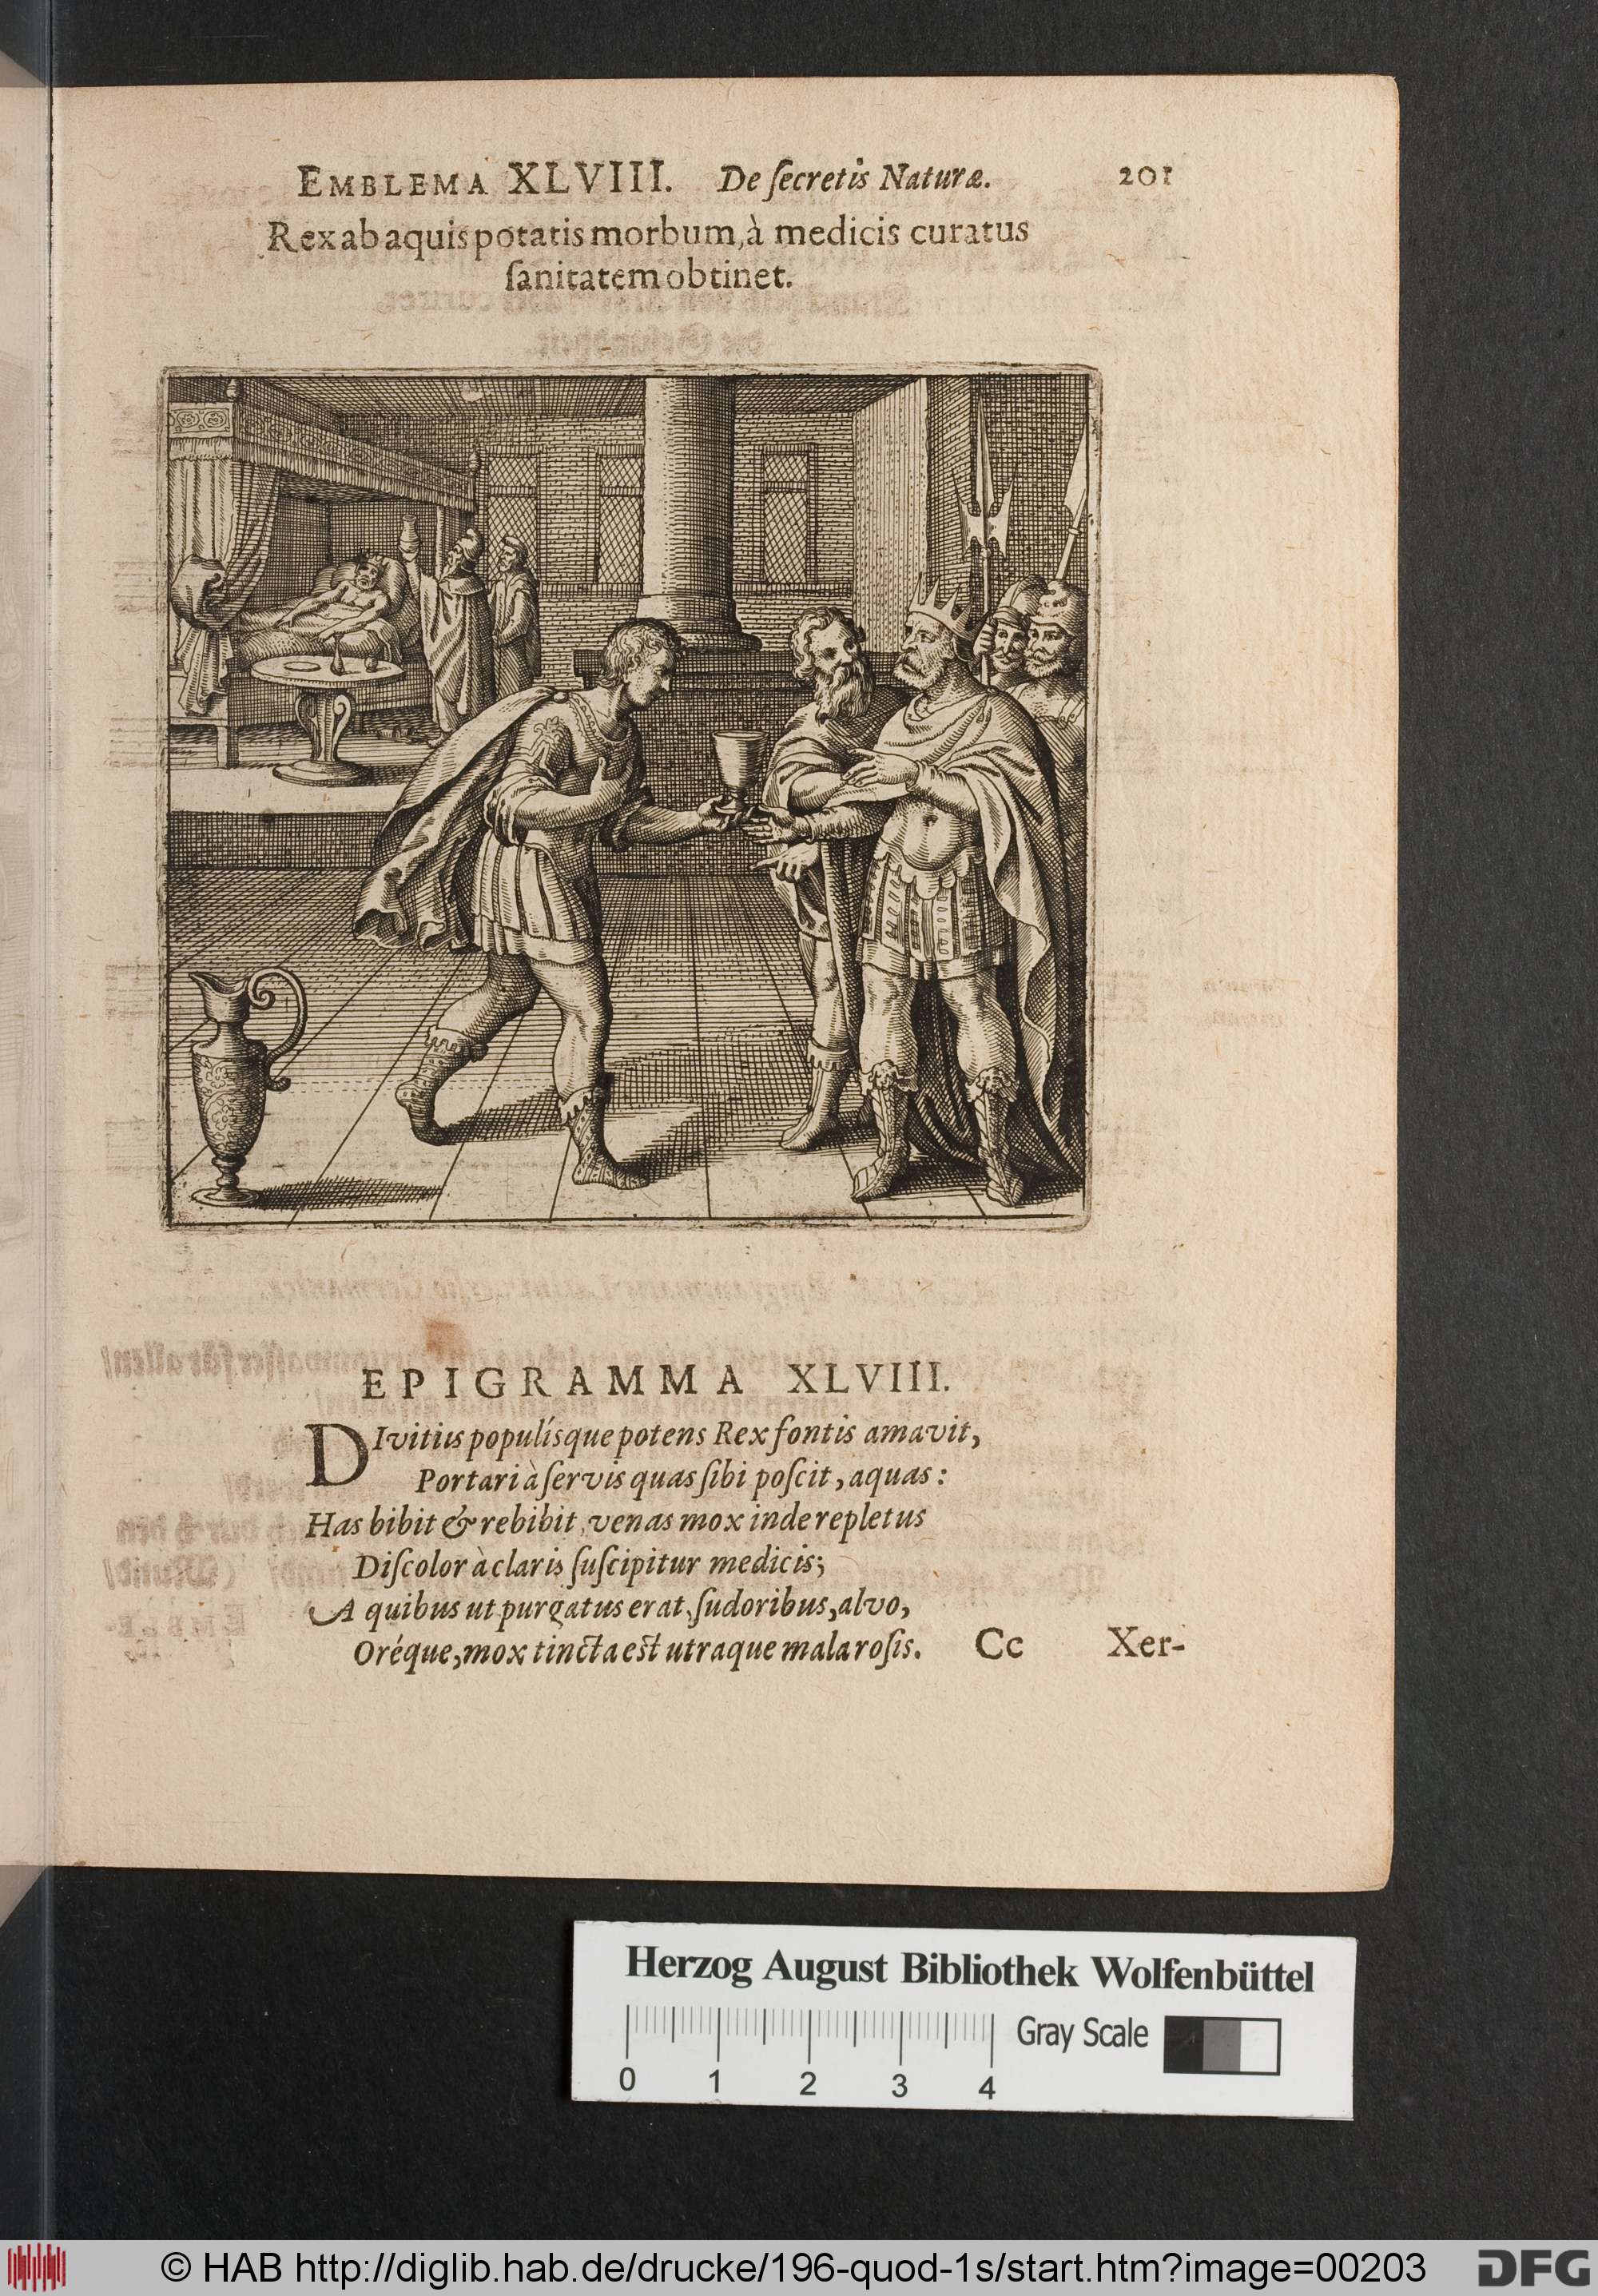 EMBLEMA XLVIII. De ſecretis Naturæ. 201
Rex ab aquis potatis morbum, à medicis curatus
ſanitatem obtinet.
EPIGRAMMA XLVIII.
DIvitiis populísque potens Rex fontis amavit,
Portari à ſervis quas ſibi poſcit, aquas:
Has bibit & rebibit, venas mox inde repletus
Diſcolor à claris ſuſcipitur medicis;
A quibus ut purgatus erat, ſudoribus, alvo,
Oréque, mox tincta est utraque mala roſis. Cc Xer-
Herzog August Bibliothek Wolfenbüttel
Gray Scale
0 1 2 3 4
© HAB http://diglib.hab.de/drucke/196-quod-1s/start.htm?image=00203 DFG